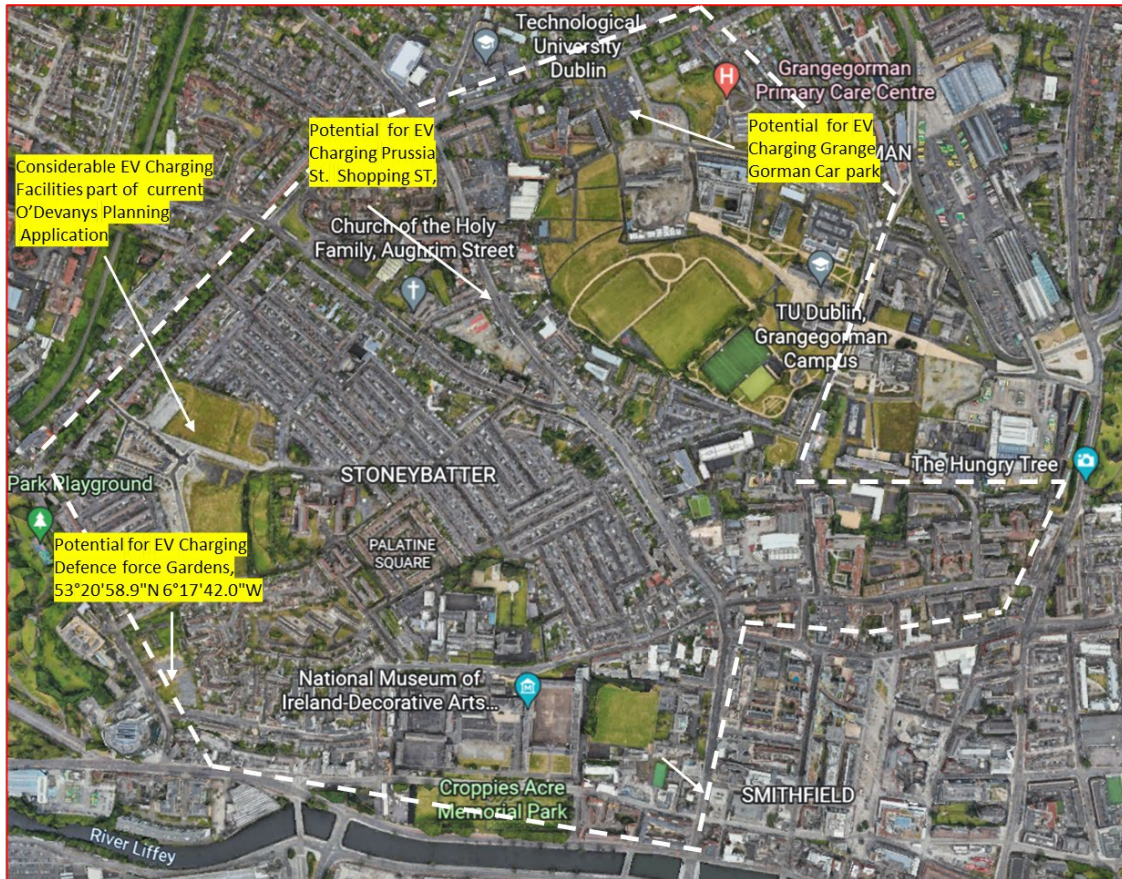 Technological
University
Dublin
Grangegorman
Primary Care Centre
Potential for EV
Charging Prussia
St. Shopping ST,
Potential for EV
Charging Grange
Gorman Car park
MAN
Considerable EV Charging
Facilities part of current
O’Devanys Planning
Application
Church of the Holy
Family, Aughrim Street
TU Dublin,
Grangegorman
Campus
The Hungry Tree
STONEYBATTER
Park Playground
PALATINE
SQUARE
Potential for EV Charging
Defence force Gardens,
53°20'58.9"N 6°17'42.0"W
National Museum of
Ireland-Decorative Arts...
Croppies Acre
Memorial Park
SMITHFIELD
River Liffey